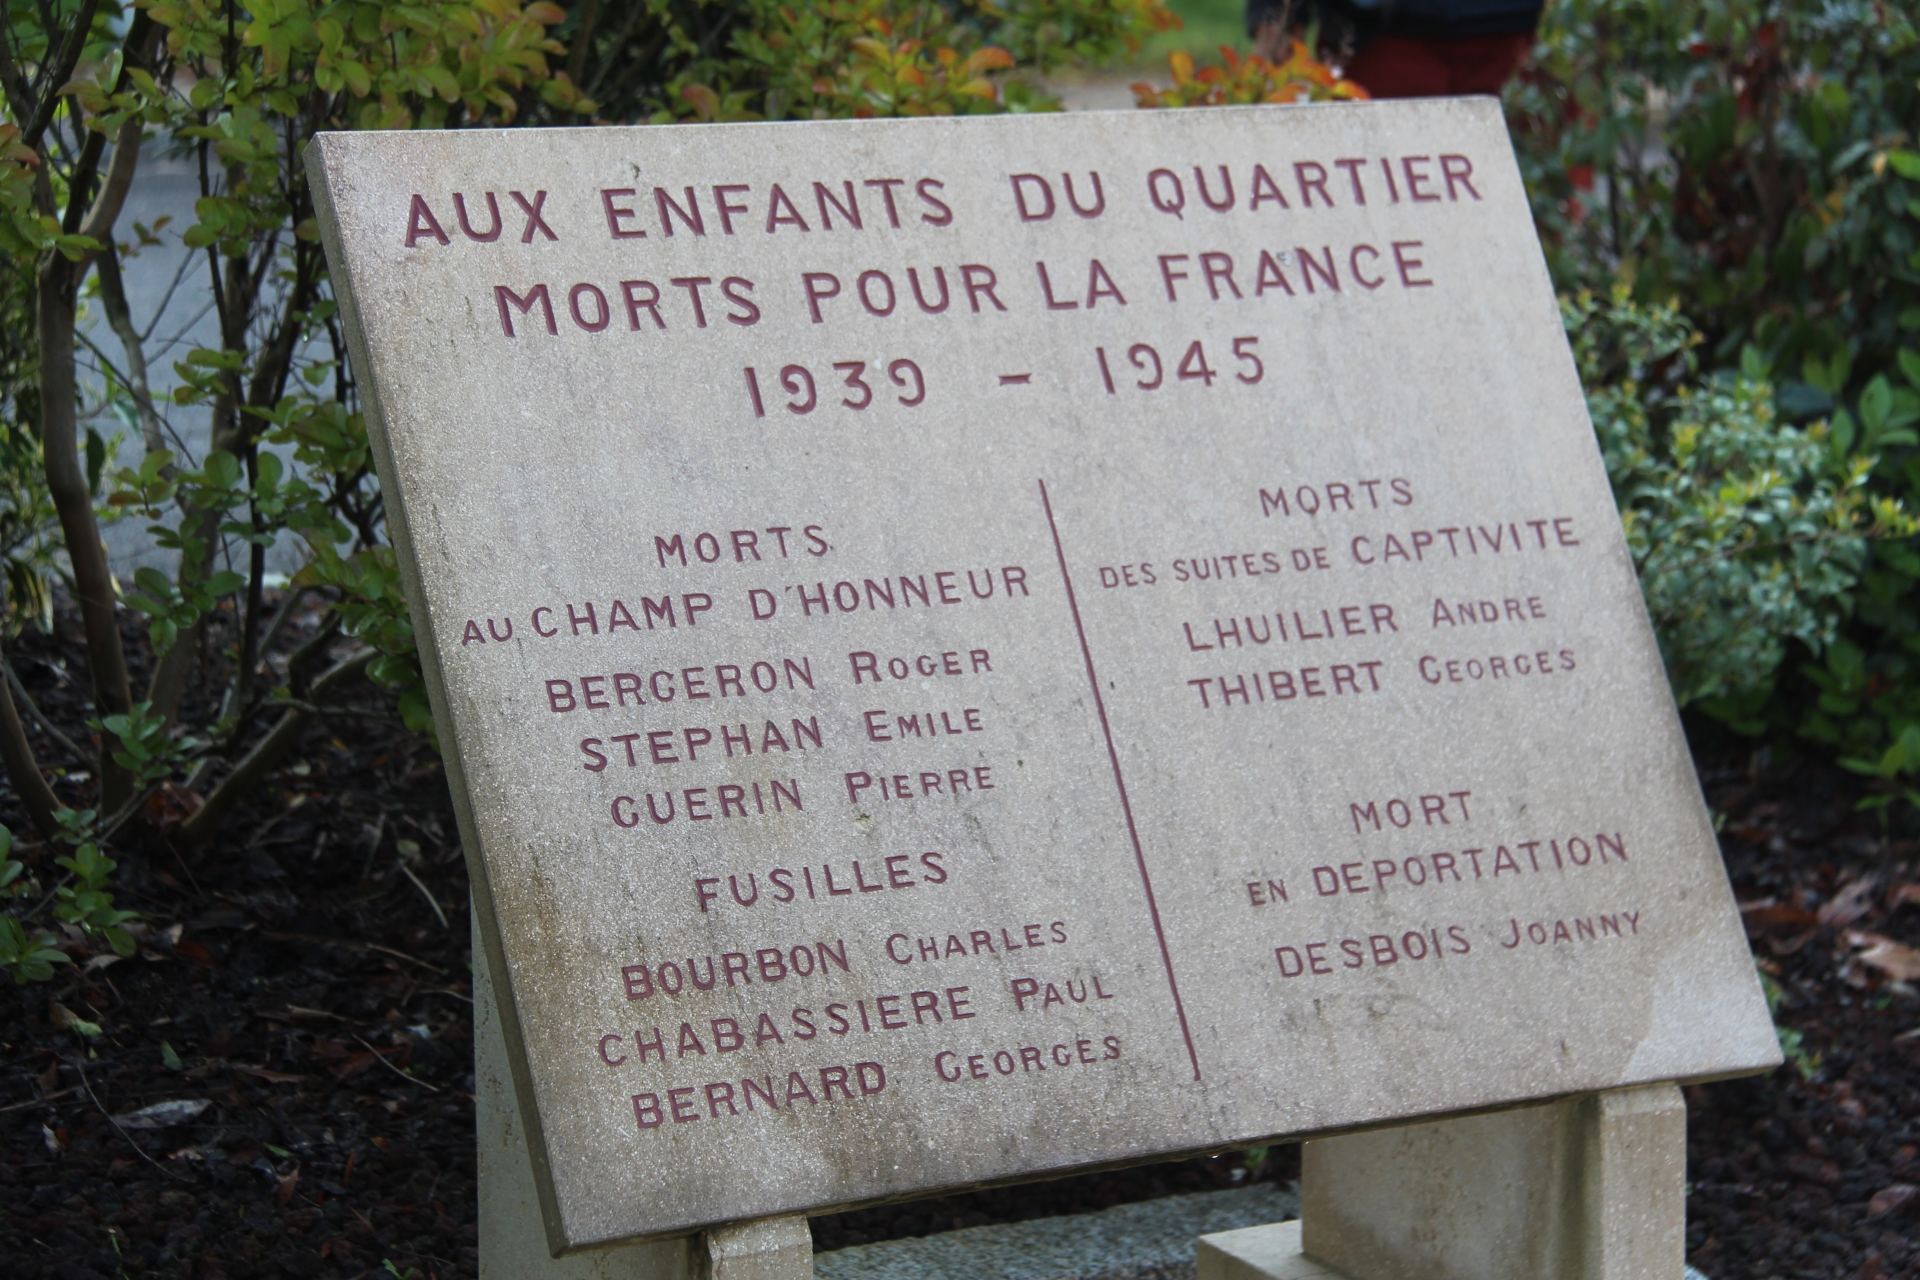 AUX ENFANTS DU QUARTIER
MORTS POUR LA FRANCE
1939 - 1945
MORTS
AU CHAMP D'HONNEUR
BERGERON ROGER
STEPHAN EMILE
GUERIN PIERRE
FUSILLES
BOURBON CHARLES
CHABASSIERE PAUL
BERNARD GEORGES
MORTS
DES SUITES DE CAPTIVITE
LHUILIER ANDRE
THIBERT GEORGES
MORT
EN DEPORTATION
DESBOIS JOANNY